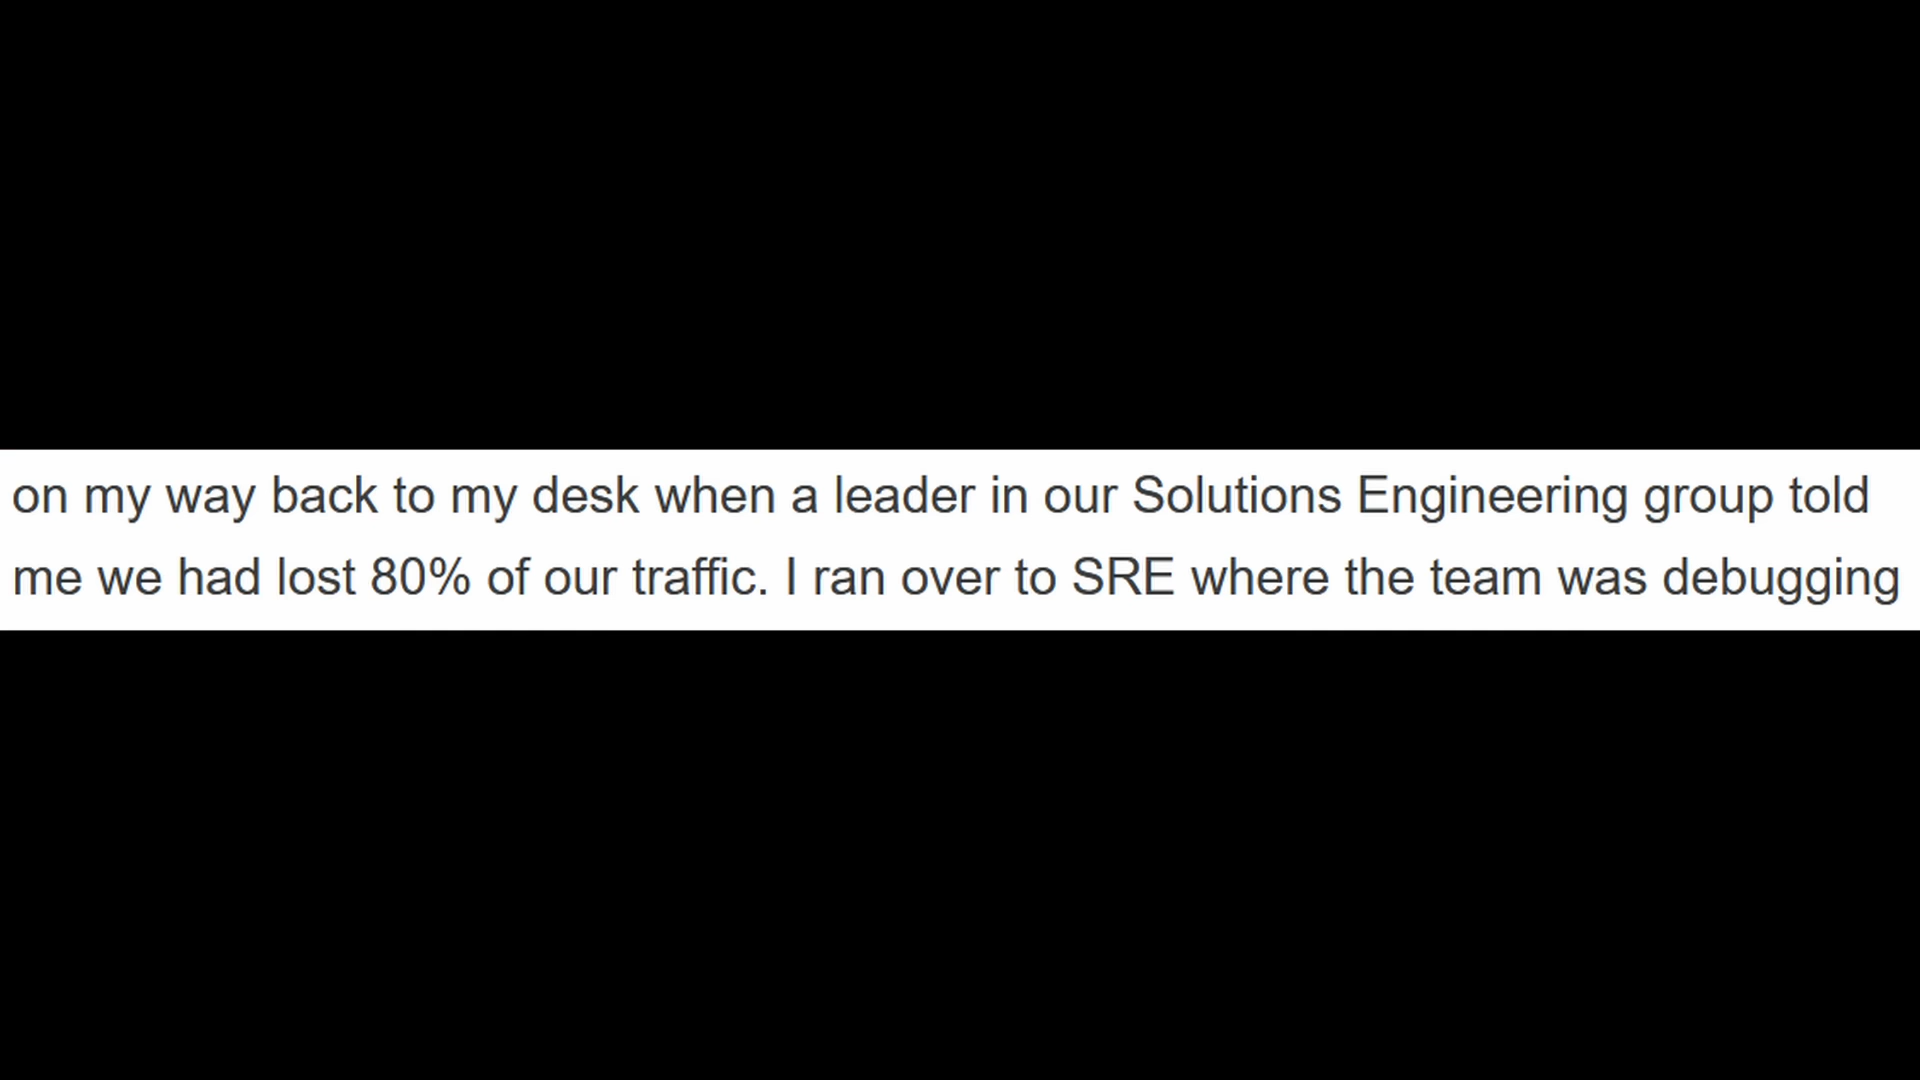 on my way back to my desk when a leader in our Solutions Engineering group told
me we had lost 80% of our traffic. I ran over to SRE where the team was debugging